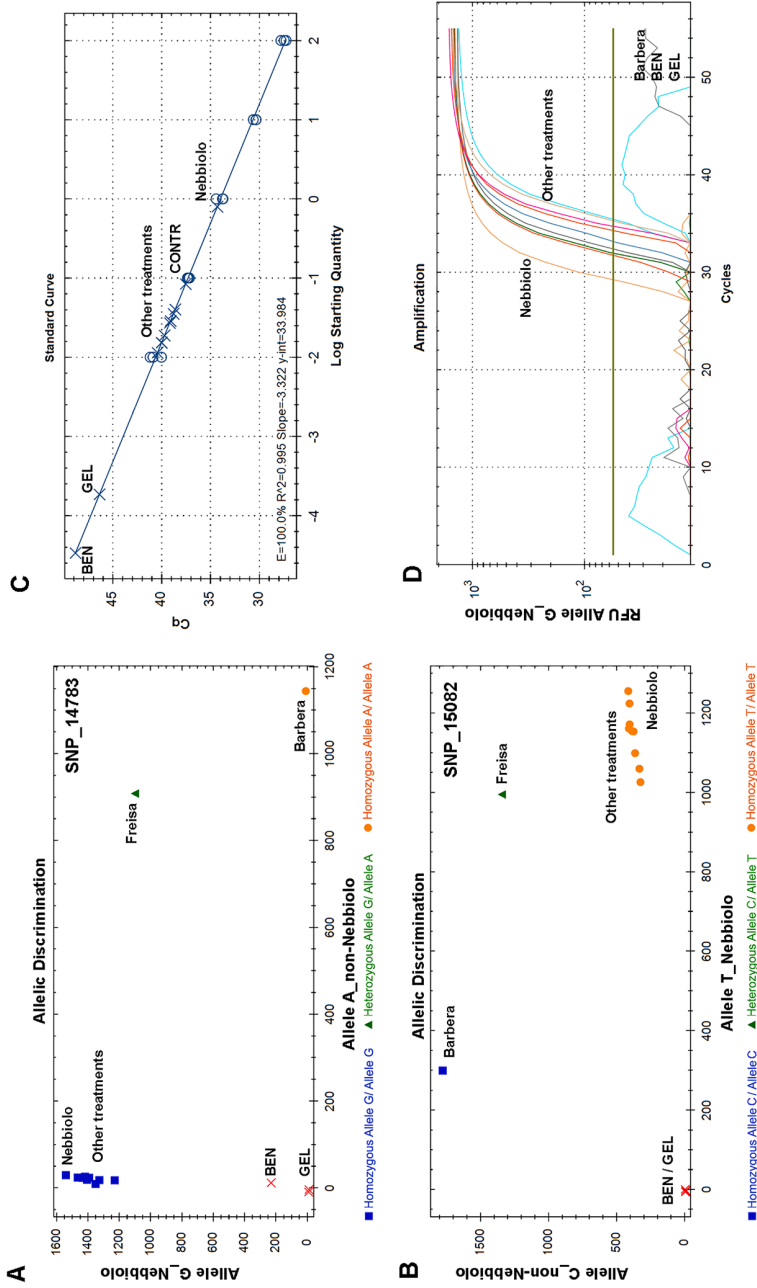 A
Allelic Discrimination
SNP_14783
1600
1400
1200
1000
800
600
400
200
0
Allele G_Nebbiolo
Nebbiolo
Other treatments
Freisa
Barbera
BEN
GEL
0
200
400
600
800
1000
1200
Allele A_non-Nebbiolo
Homozygous Allele G/ Allele G
Heterozygous Allele G/ Allele A
Homozygous Allele A/ Allele A
B
Allelic Discrimination
SNP_15082
1500
1000
500
0
Allele C_non-Nebbiolo
Barbera
Freisa
Other treatments
Nebbiolo
BEN / GEL
0
200
400
600
800
1000
1200
Allele T_Nebbiolo
Homozygous Allele C/ Allele C
Heterozygous Allele C/ Allele T
Homozygous Allele T/ Allele T
C
Standard Curve
45
40
35
30
Cq
BEN
GEL
Other treatments
CONTR
Nebbiolo
E=100.0% R^2=0.995 Slope=-3.322 y-int=33.984
-4
-3
-2
-1
0
1
2
Log Starting Quantity
D
Amplification
10³
10²
RFU Allele G_Nebbiolo
Nebbiolo
Other treatments
Barbera
BEN
GEL
0
10
20
30
40
50
Cycles